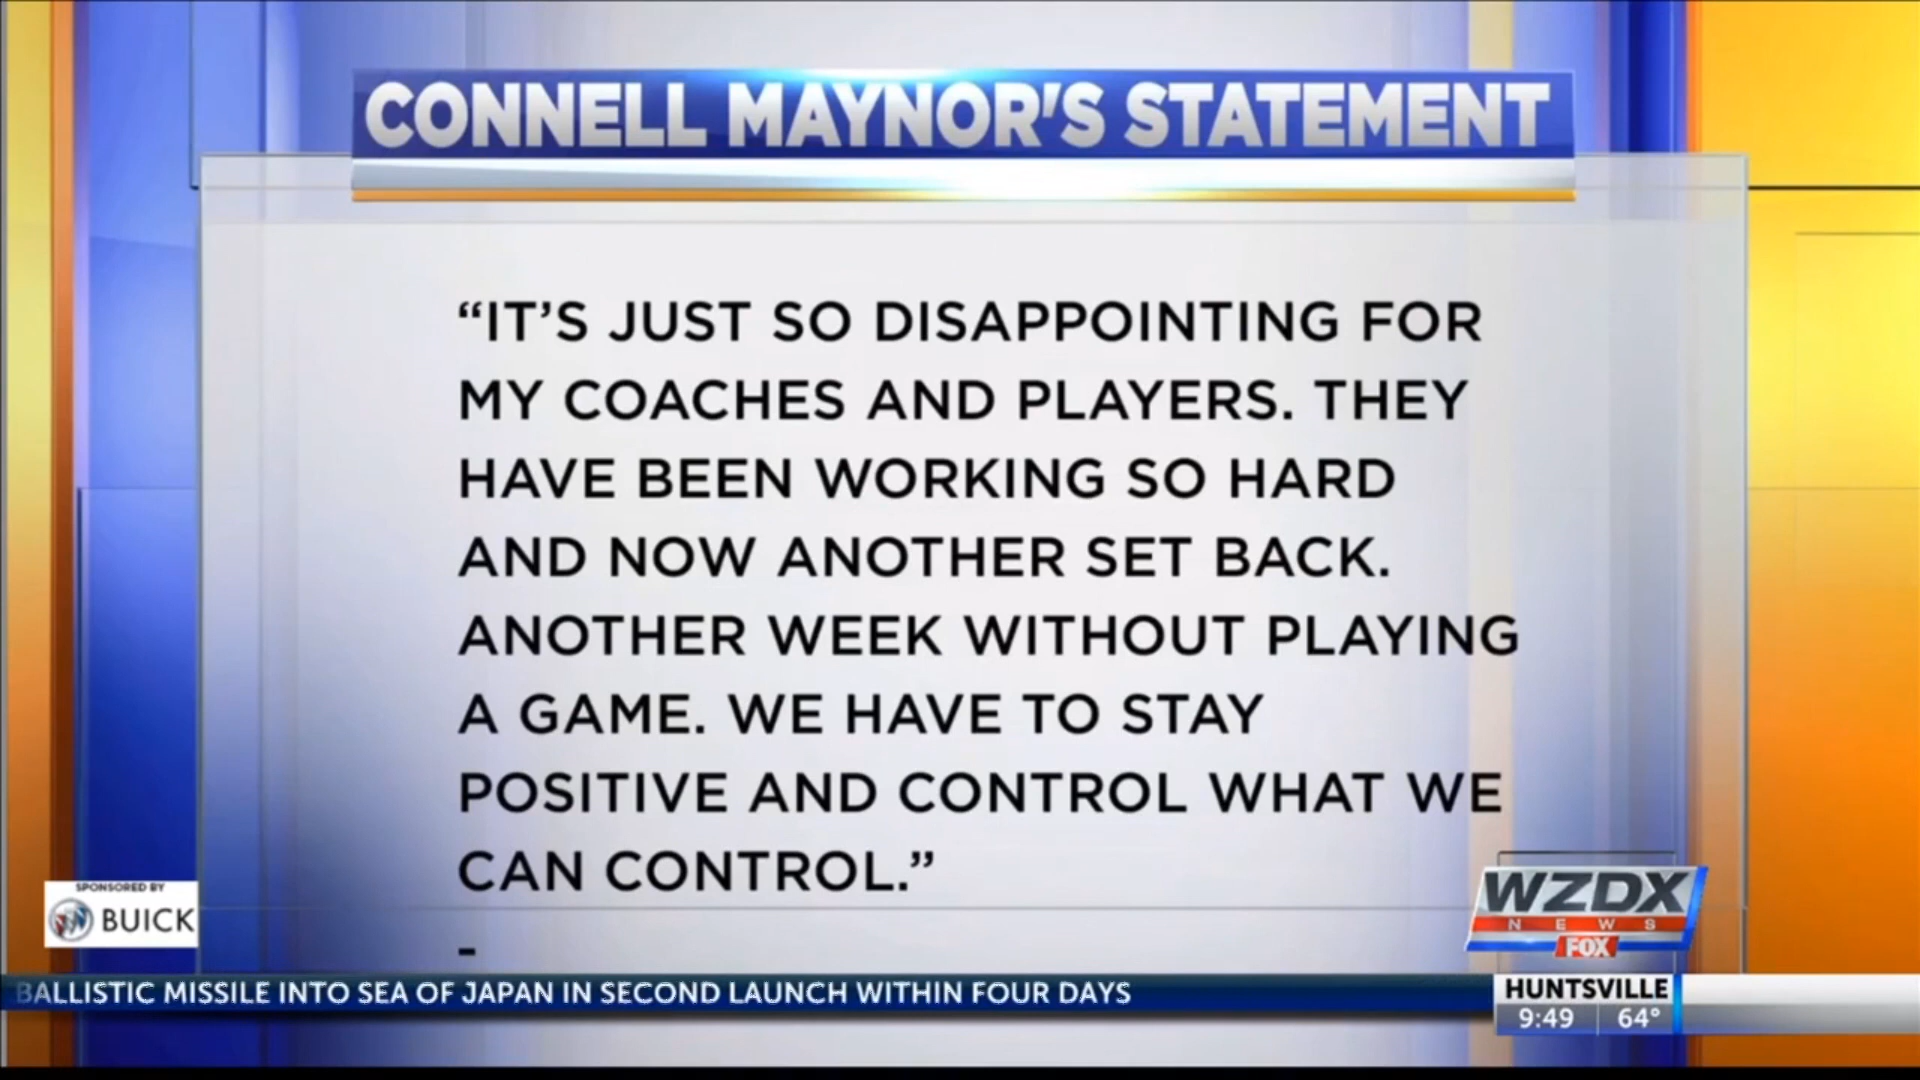 CONNELL MAYNOR'S STATEMENT
“IT’S JUST SO DISAPPOINTING FOR
MY COACHES AND PLAYERS. THEY
HAVE BEEN WORKING SO HARD
AND NOW ANOTHER SET BACK.
ANOTHER WEEK WITHOUT PLAYING
A GAME. WE HAVE TO STAY
POSITIVE AND CONTROL WHAT WE
CAN CONTROL.”
-
SPONSORED BY
BUICK
WZDX
NEWS
FOX
BALLISTIC MISSILE INTO SEA OF JAPAN IN SECOND LAUNCH WITHIN FOUR DAYS
HUNTSVILLE
9:49 64°